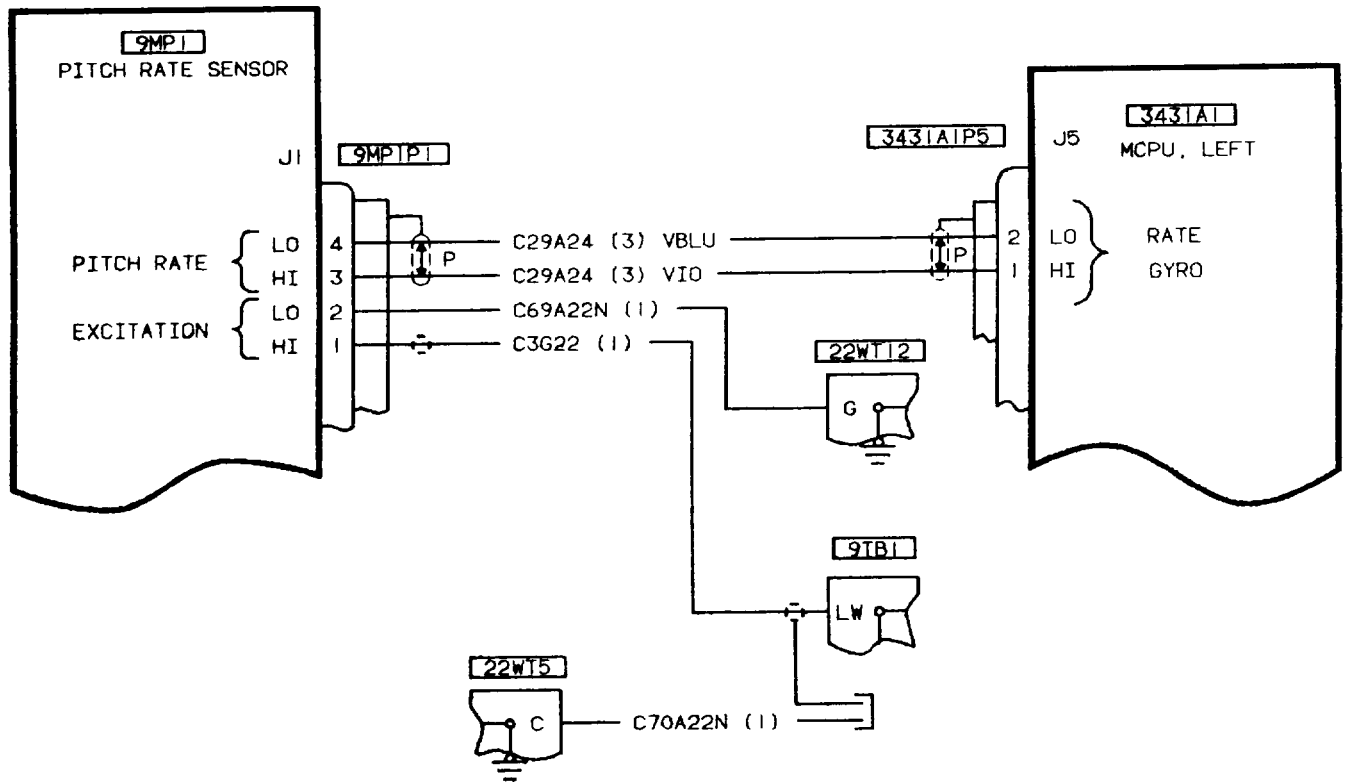 9MP1
PITCH RATE SENSOR
J1
9MP1P1
3431A1P5
J5
3431A1
MCPU, LEFT
PITCH RATE
LO
HI
4
3
P
C29A24 (3) VBLU
C29A24 (3) VIO
P
2
1
LO
HI
RATE
GYRO
EXCITATION
LO
HI
2
1
C69A22N (1)
C3G22 (1)
22WT12
G
9TB1
LW
22WT5
C
C70A22N (1)